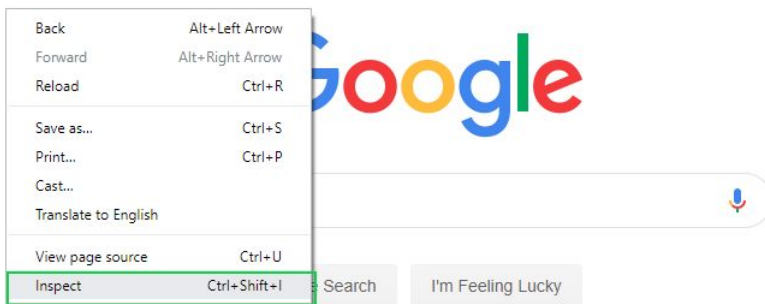 Back Alt+Left Arrow
Forward Alt+Right Arrow
Reload Ctrl+R
Save as... Ctrl+S
Print... Ctrl+P
Cast...
Translate to English
View page source Ctrl+U
Inspect Ctrl+Shift+I
Google
Search I'm Feeling Lucky